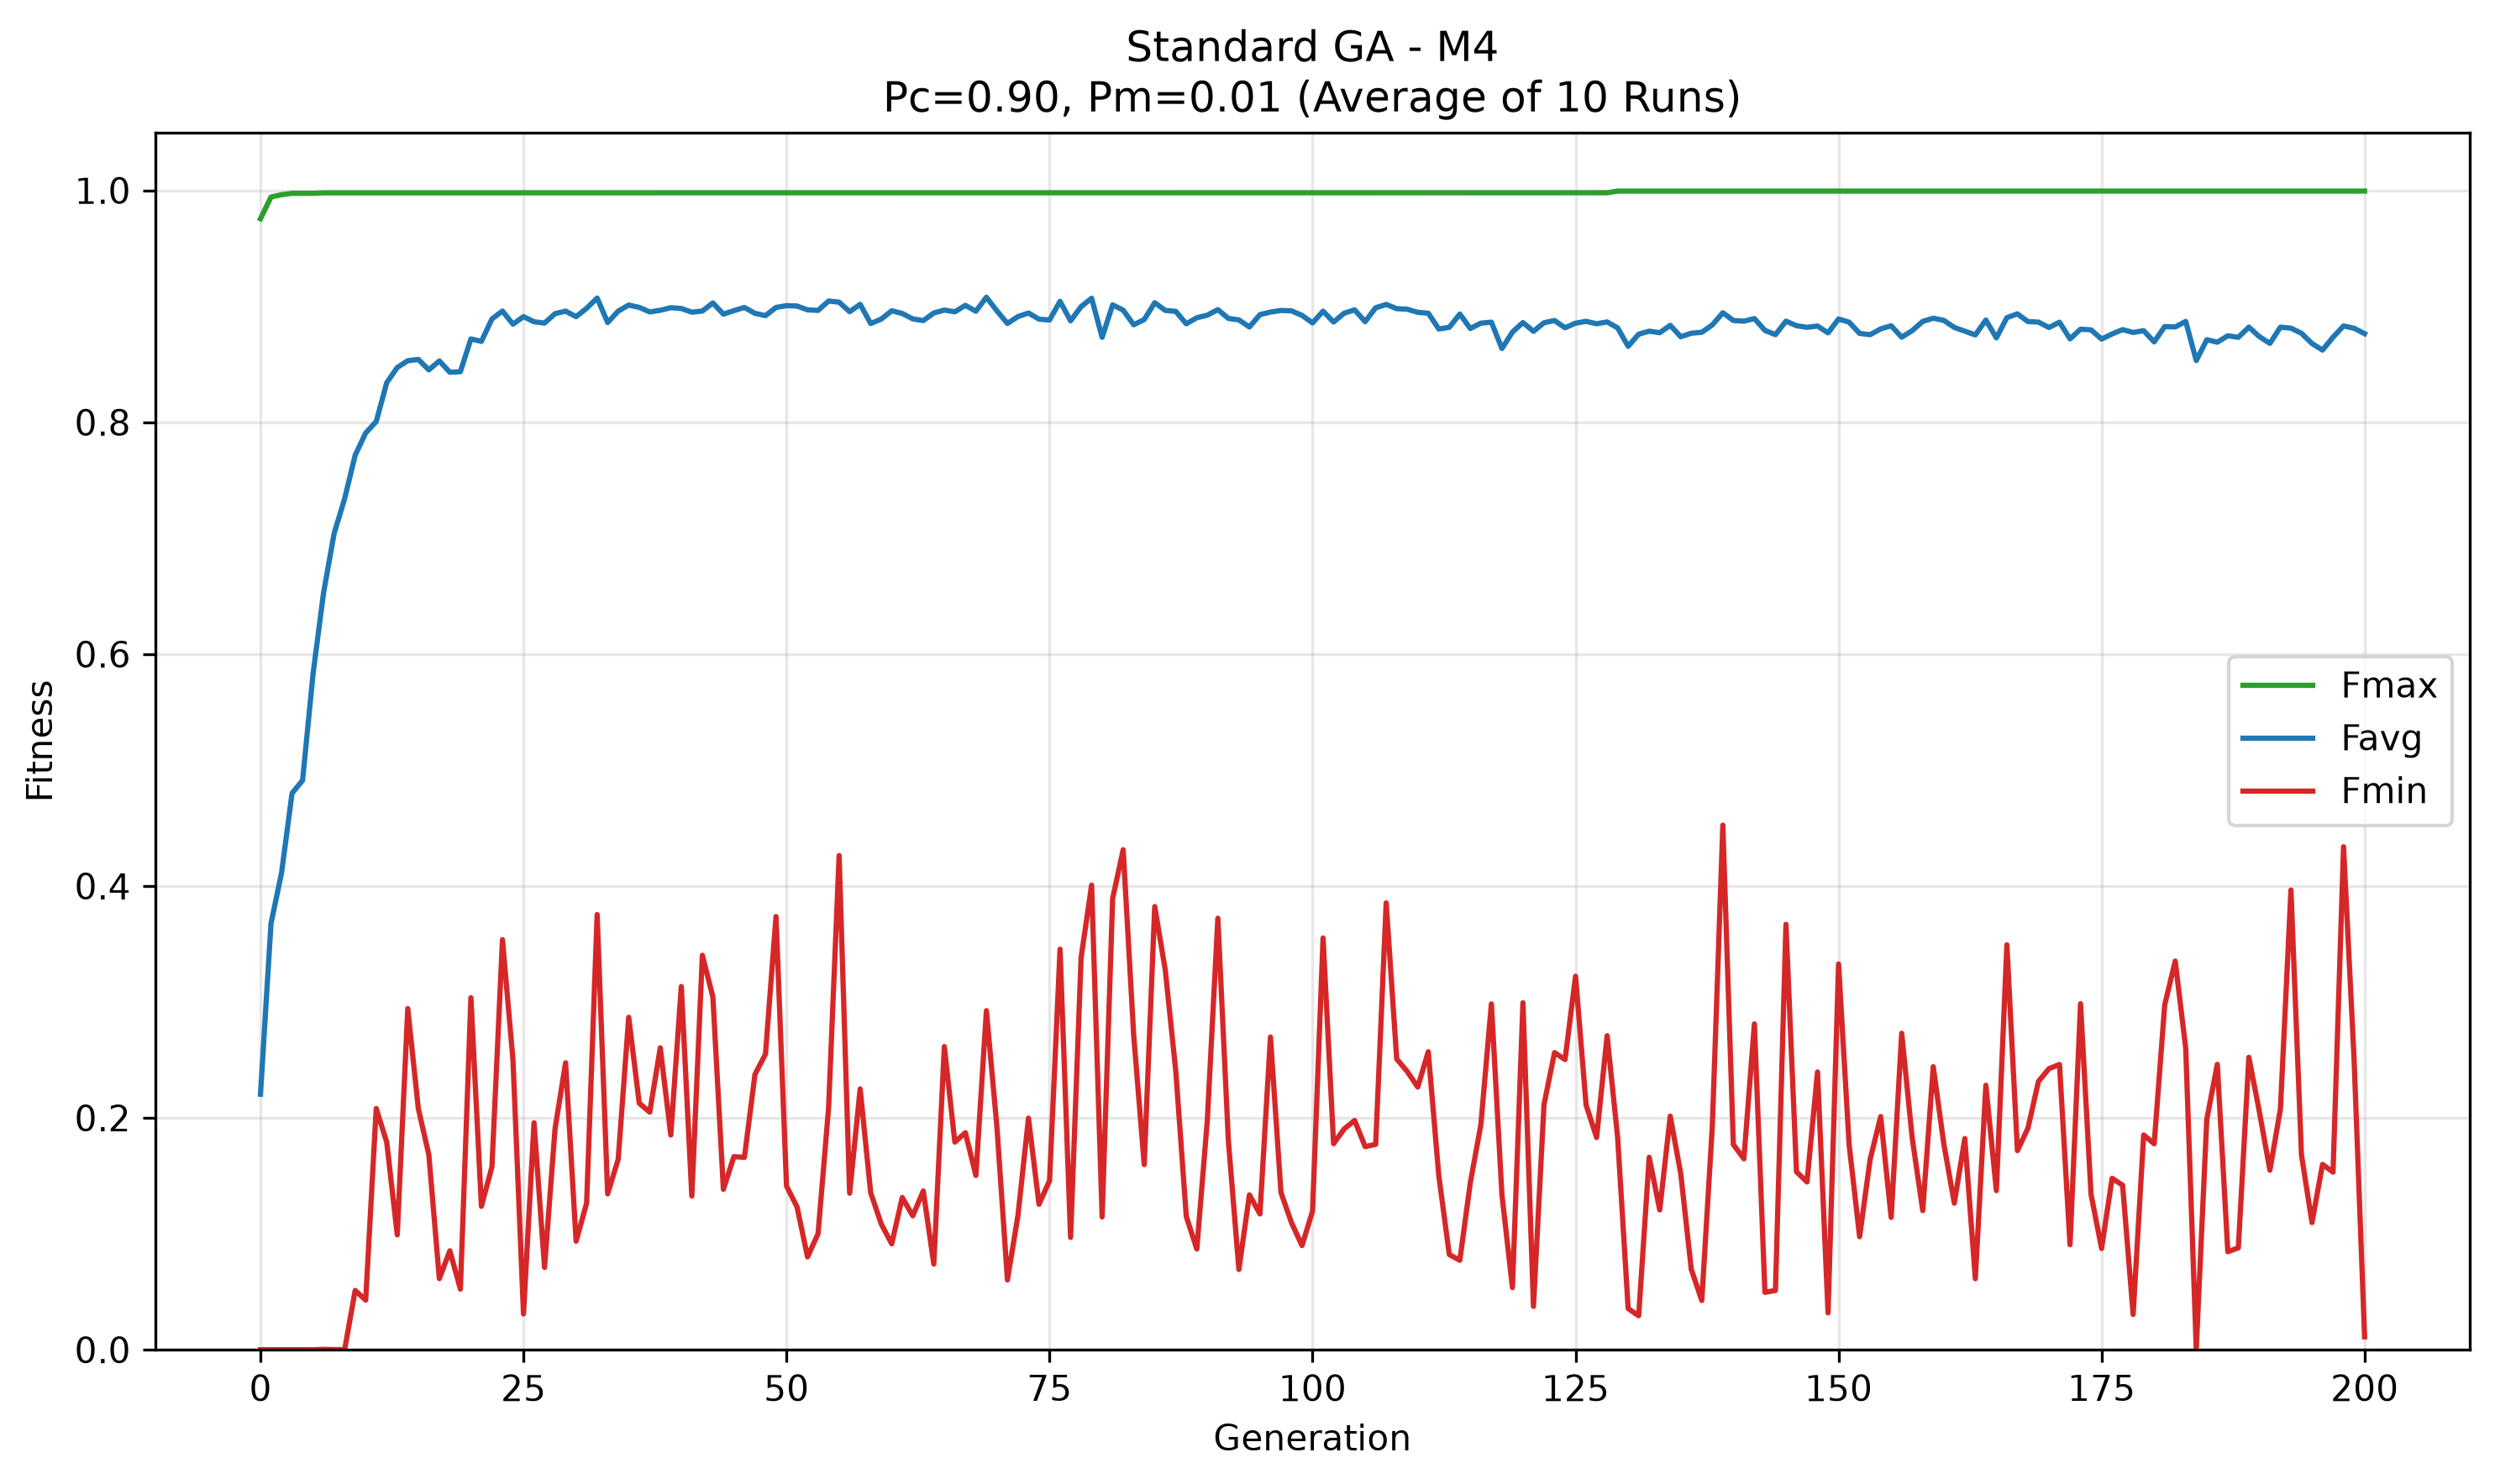 Standard GA - M4
Pc=0.90, Pm=0.01 (Average of 10 Runs)
Fitness
1.0
0.8
0.6
0.4
0.2
0.0
Fmax
Favg
Fmin
0 25 50 75 100 125 150 175 200
Generation